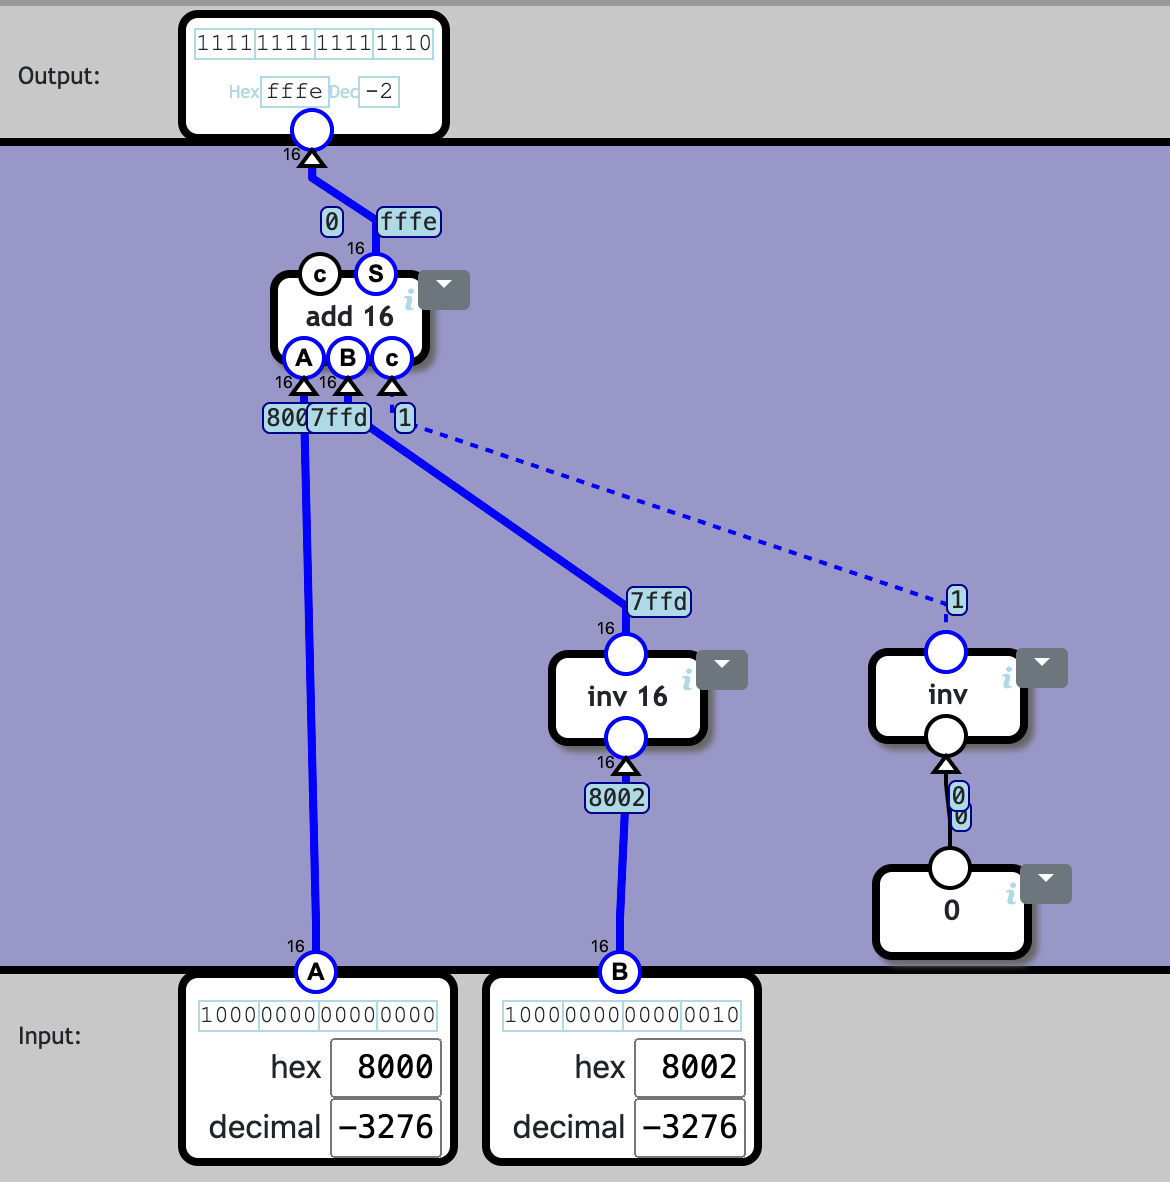 1111 1111 1111 1110
Output:
Hex fffe Dec -2
16
0 fffe
16
c S
i
add 16
A B c
16 16
800 7ffd 1
7ffd 1
16
i i
inv 16 inv
16
8002 0
0
i
0
16 16
A B
1000 0000 0000 0000 1000 0000 0000 0010
Input:
hex 8000 hex 8002
decimal -3276 decimal -3276